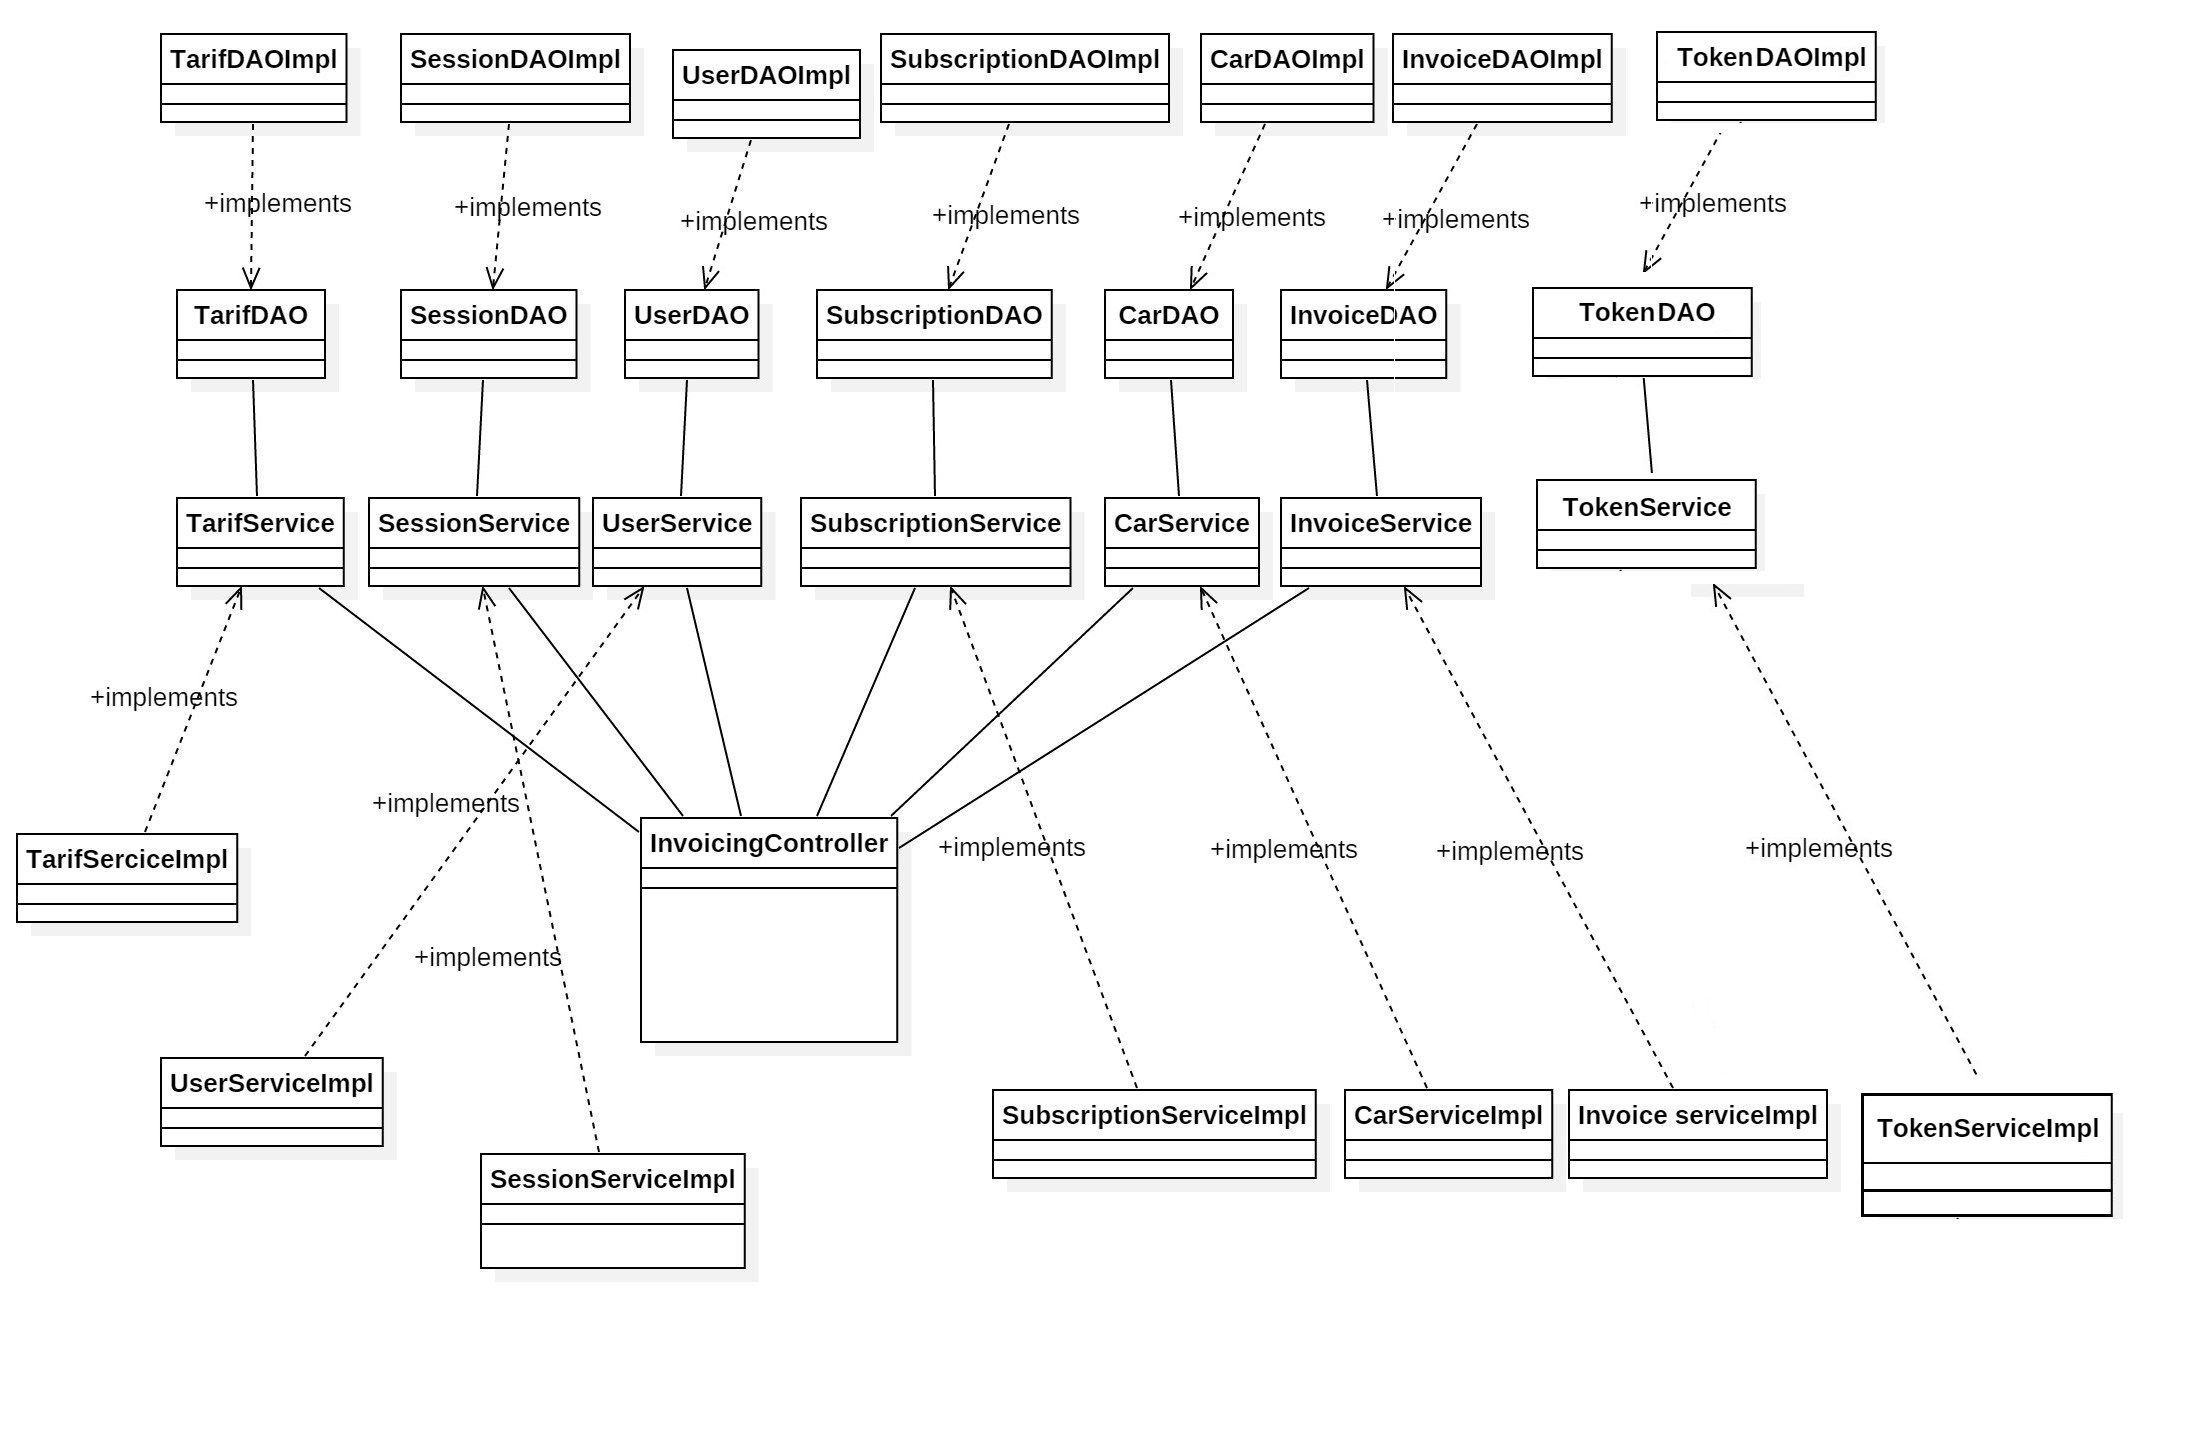 TarifDAOImpl
SessionDAOImpl
UserDAOImpl
SubscriptionDAOImpl
CarDAOImpl
InvoiceDAOImpl
TokenDAOImpl
+implements
+implements
+implements
+implements
+implements
+implements
+implements
TarifDAO
SessionDAO
UserDAO
SubscriptionDAO
CarDAO
InvoiceDAO
TokenDAO
TarifService
SessionService
UserService
SubscriptionService
CarService
InvoiceService
TokenService
+implements
+implements
InvoicingController
+implements
+implements
+implements
+implements
TarifSerciceImpl
+implements
UserServiceImpl
SessionServiceImpl
SubscriptionServiceImpl
CarServiceImpl
Invoice serviceImpl
TokenServiceImpl